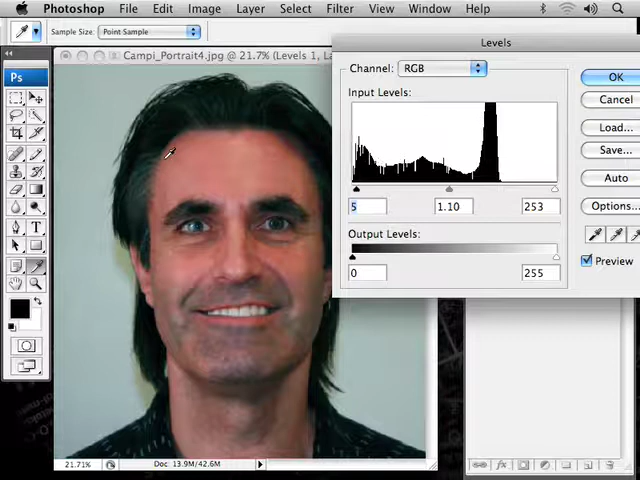 Photoshop File Edit Image Layer Select Filter View Window Help
Sample Size: Point Sample
Campi_Portrait4.jpg @ 21.7% (Levels 1, La
Levels
Ps
Channel: RGB
OK
Input Levels:
Cancel
Load...
Save...
Auto
5 1.10 253
Options...
Output Levels:
Preview
0 255
21.71% Doc: 13.9M/42.6M